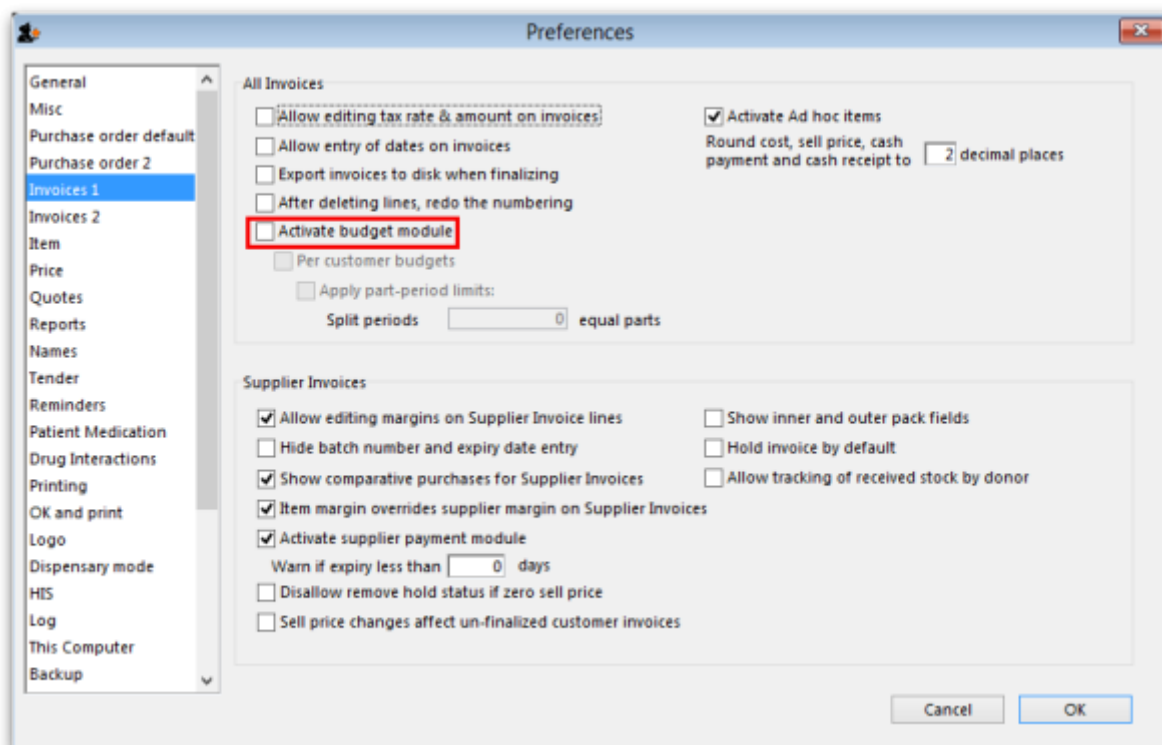 Preferences
General
Misc
Purchase order default
Purchase order 2
Invoices 1
Invoices 2
Item
Price
Quotes
Reports
Names
Tender
Reminders
Patient Medication
Drug Interactions
Printing
OK and print
Logo
Dispensary mode
HIS
Log
This Computer
Backup
All Invoices
Allow editing tax rate & amount on invoices
Allow entry of dates on invoices
Export invoices to disk when finalizing
After deleting lines, redo the numbering
Activate budget module
Per customer budgets
Apply part-period limits:
Split periods 0 equal parts
Activate Ad hoc items
Round cost, sell price, cash
payment and cash receipt to 2 decimal places
Supplier Invoices
Allow editing margins on Supplier Invoice lines
Hide batch number and expiry date entry
Show comparative purchases for Supplier Invoices
Item margin overrides supplier margin on Supplier Invoices
Activate supplier payment module
Warn if expiry less than 0 days
Disallow remove hold status if zero sell price
Sell price changes affect un-finalized customer invoices
Show inner and outer pack fields
Hold invoice by default
Allow tracking of received stock by donor
Cancel
OK